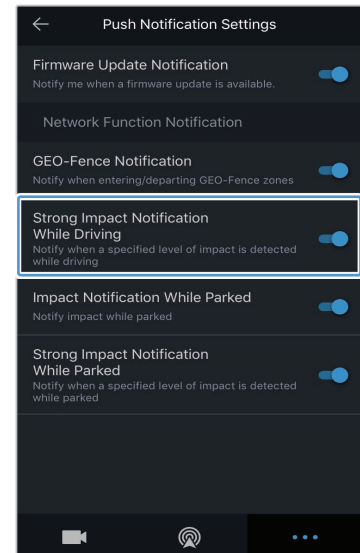 Push Notification Settings
Firmware Update Notification
Notify me when a firmware update is available.
Network Function Notification
GEO-Fence Notification
Notify when entering/departing GEO-Fence zones
Strong Impact Notification
While Driving
Notify when a specified level of impact is detected
while driving
Impact Notification While Parked
Notify impact while parked
Strong Impact Notification
While Parked
Notify when a specified level of impact is detected
while parked